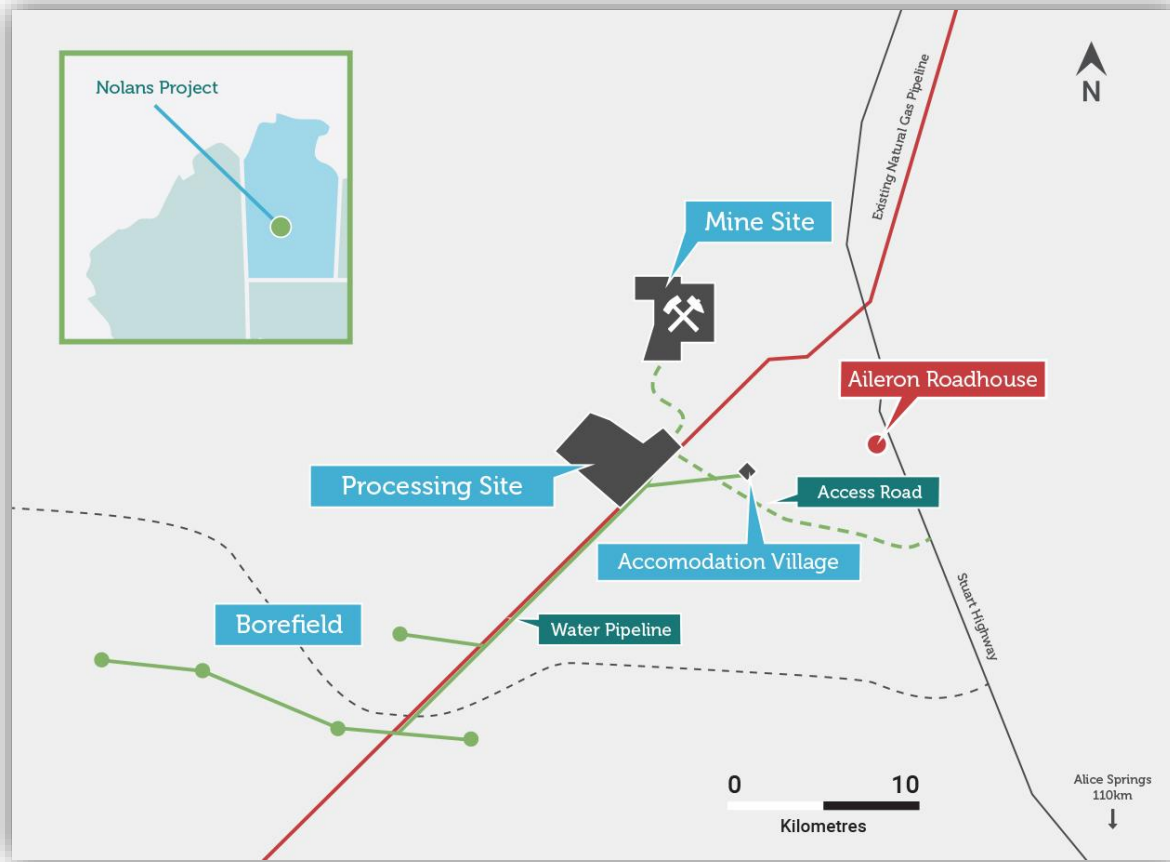 Nolans Project
N
Existing Natural Gas Pipeline
Mine Site
Aileron Roadhouse
Processing Site
Access Road
Accomodation Village
Borefield
Water Pipeline
Stuart Highway
0 10
Kilometres
Alice Springs
110km